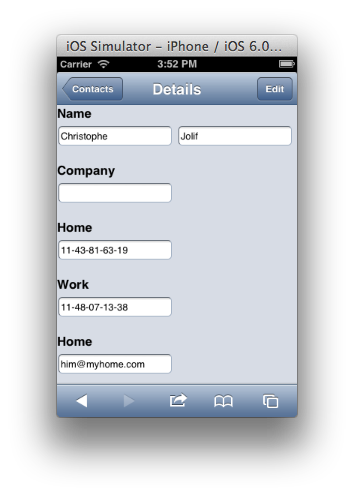 iOS Simulator – iPhone / iOS 6.0...
Carrier 3:52 PM
Contacts Details Edit
Name
Christophe Jolif
Company
Home
11-43-81-63-19
Work
11-48-07-13-38
Home
him@myhome.com